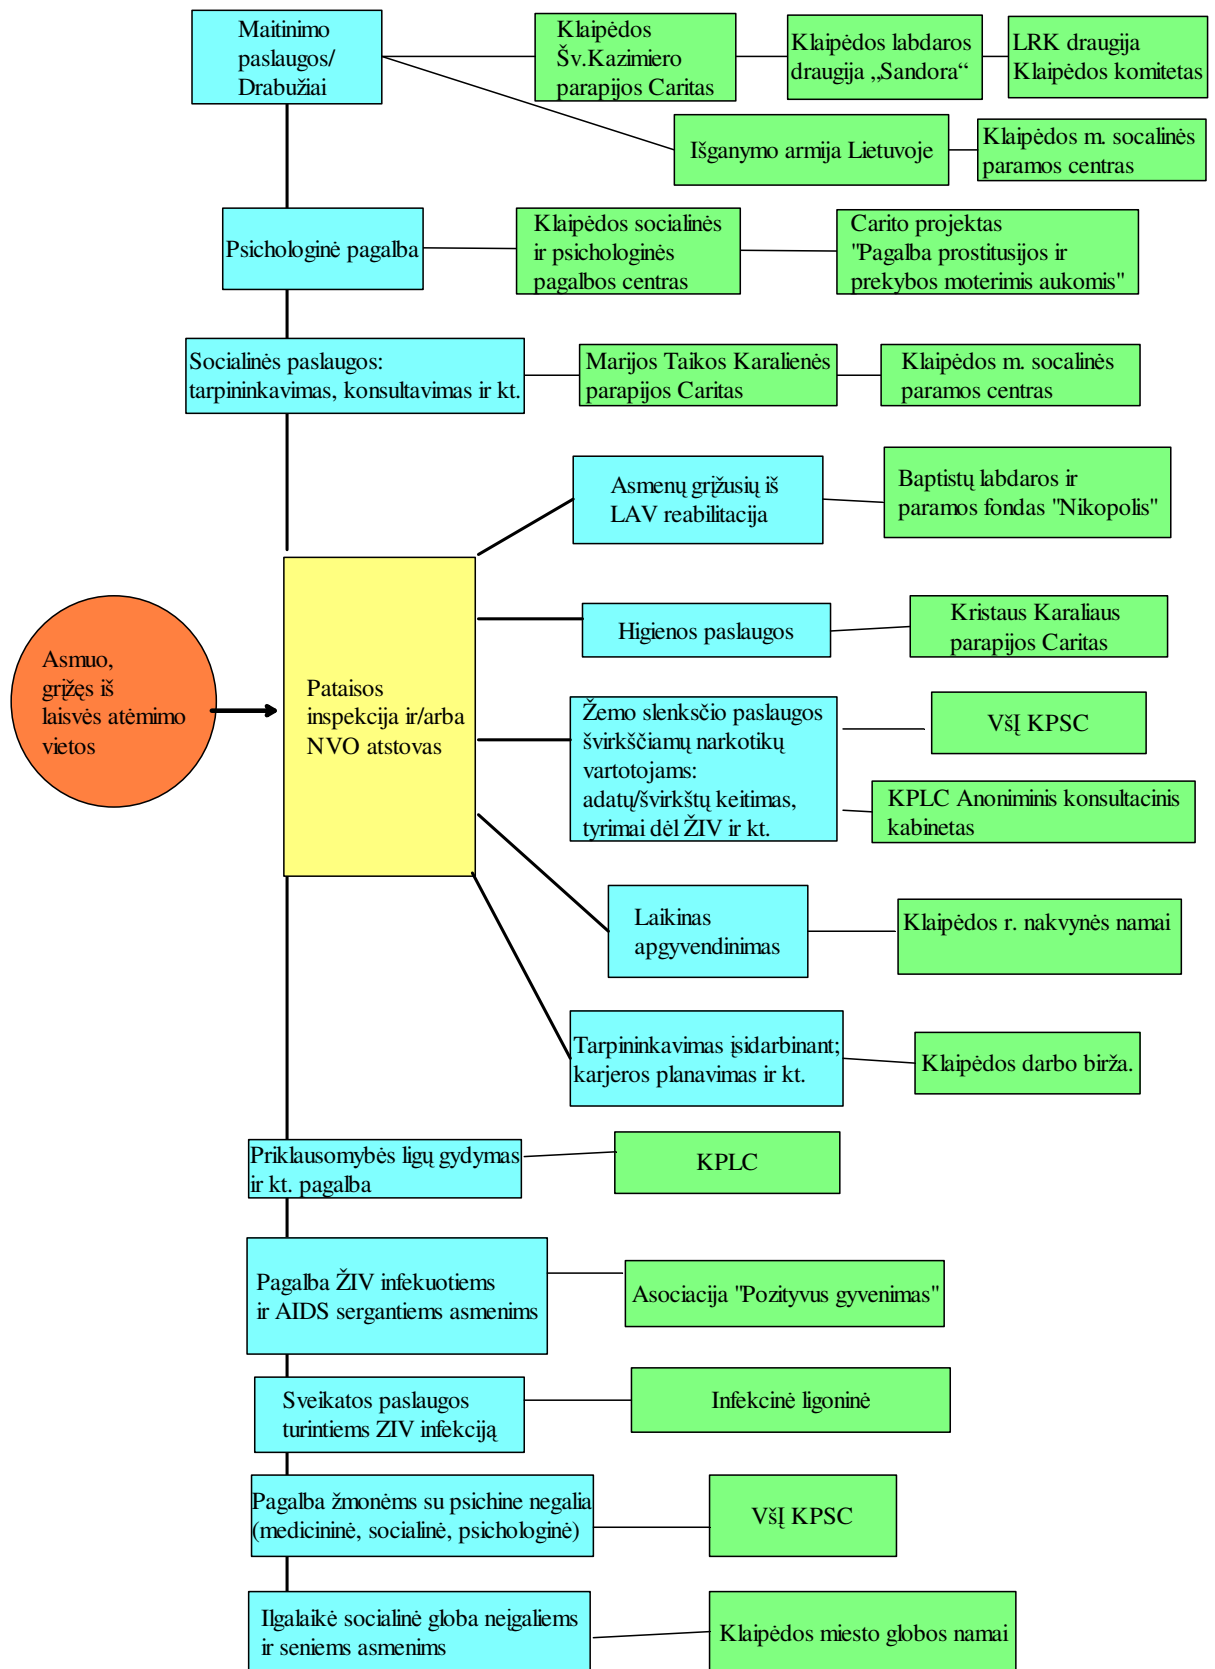 Maitinimo
paslaugos/
Drabužiai
Klaipėdos
Šv.Kazimiero
parapijos Caritas
Klaipėdos labdaros
draugija „Sandora“
LRK draugija
Klaipėdos komitetas
Išganymo armija Lietuvoje
Klaipėdos m. socalinės
paramos centras
Psichologinė pagalba
Klaipėdos socialinės
ir psichologinės
pagalbos centras
Carito projektas
"Pagalba prostitusijos ir
prekybos moterimis aukomis"
Socialinės paslaugos:
tarpininkavimas, konsultavimas ir kt.
Marijos Taikos Karalienės
parapijos Caritas
Klaipėdos m. socalinės
paramos centras
Asmenų grįžusių iš
LAV reabilitacija
Baptistų labdaros ir
paramos fondas "Nikopolis"
Asmuo,
grįžęs iš
laisvės atėmimo
vietos
Pataisos
inspekcija ir/arba
NVO atstovas
Higienos paslaugos
Kristaus Karaliaus
parapijos Caritas
Žemo slenksčio paslaugos
švirkščiamų narkotikų
vartotojams:
adatų/švirkštų keitimas,
tyrimai dėl ŽIV ir kt.
VšĮ KPSC
KPLC Anoniminis konsultacinis
kabinetas
Laikinas
apgyvendinimas
Klaipėdos r. nakvynės namai
Tarpininkavimas įsidarbinant;
karjeros planavimas ir kt.
Klaipėdos darbo birža.
Priklausomybės ligų gydymas
ir kt. pagalba
KPLC
Pagalba ŽIV infekuotiems
ir AIDS sergantiems asmenims
Asociacija "Pozityvus gyvenimas"
Sveikatos paslaugos
turintiems ZIV infekciją
Infekcinė ligoninė
Pagalba žmonėms su psichine negalia
(medicininė, socialinė, psichologinė)
VšĮ KPSC
Ilgalaikė socialinė globa neįgaliems
ir seniems asmenims
Klaipėdos miesto globos namai